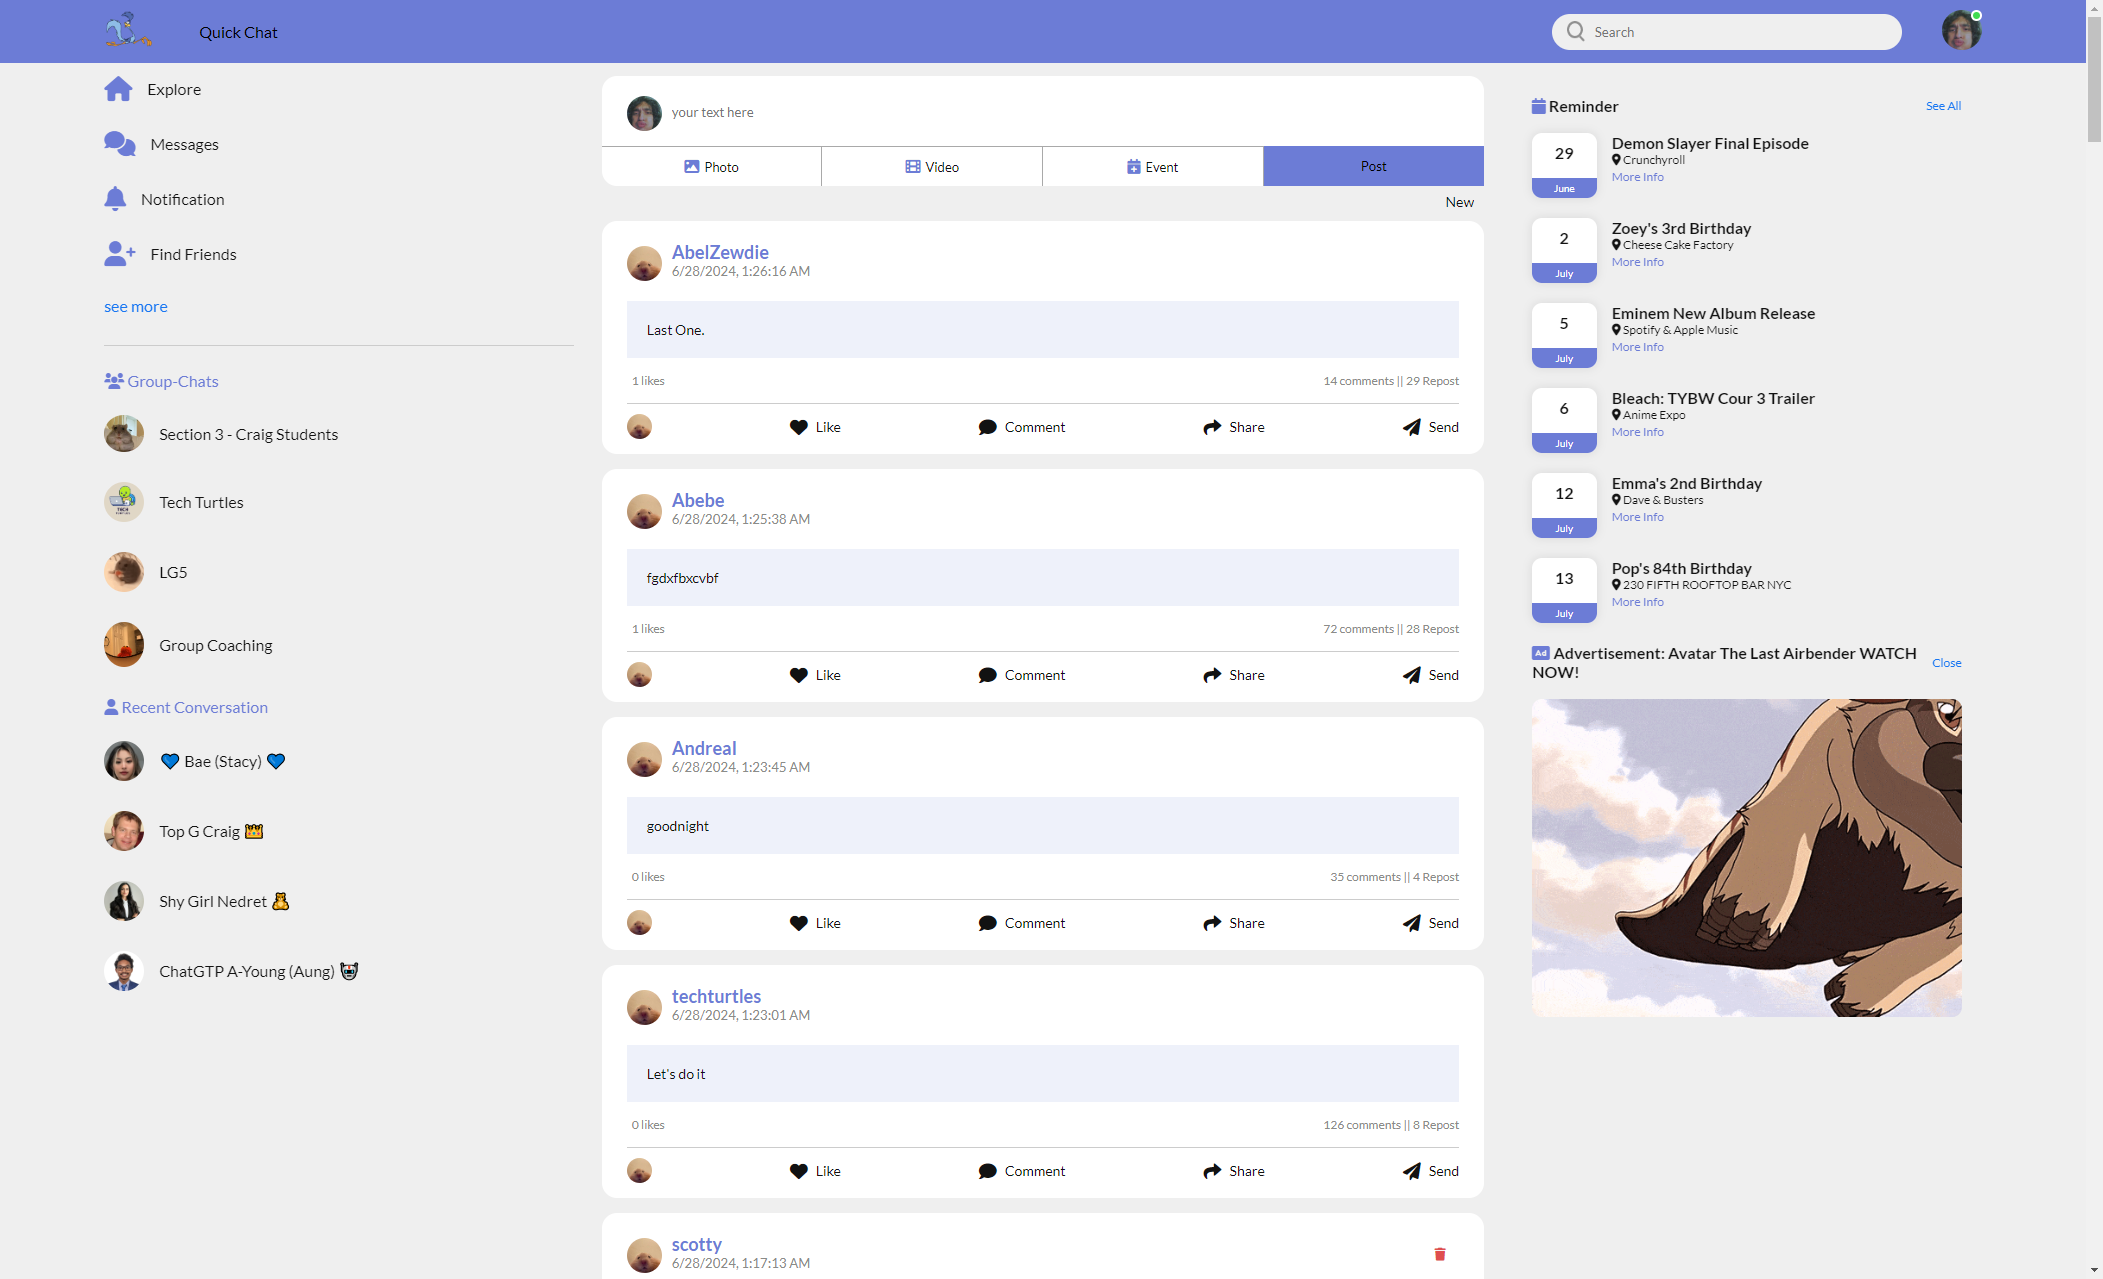 Quick Chat
Search
Explore
Messages
Notification
Find Friends
see more
Group-Chats
Section 3 - Craig Students
Tech Turtles
LG5
Group Coaching
Recent Conversation
💙 Bae (Stacy) 💙
Top G Craig 👑
Shy Girl Nedret 🧸
ChatGTP A-Young (Aung) 🤖
your text here
Photo
Video
Event
Post
New
AbelZewdie
6/28/2024, 1:26:16 AM
Last One.
1 likes
14 comments || 29 Repost
Like
Comment
Share
Send
Abebe
6/28/2024, 1:25:38 AM
fgdxfbxcvbf
1 likes
72 comments || 28 Repost
Like
Comment
Share
Send
Andreal
6/28/2024, 1:23:45 AM
goodnight
0 likes
35 comments || 4 Repost
Like
Comment
Share
Send
techturtles
6/28/2024, 1:23:01 AM
Let's do it
0 likes
126 comments || 8 Repost
Like
Comment
Share
Send
scotty
6/28/2024, 1:17:13 AM
Reminder
See All
29
June
Demon Slayer Final Episode
Crunchyroll
More Info
2
July
Zoey's 3rd Birthday
Cheese Cake Factory
More Info
5
July
Eminem New Album Release
Spotify & Apple Music
More Info
6
July
Bleach: TYBW Cour 3 Trailer
Anime Expo
More Info
12
July
Emma's 2nd Birthday
Dave & Busters
More Info
13
July
Pop's 84th Birthday
230 FIFTH ROOFTOP BAR NYC
More Info
Ad Advertisement: Avatar The Last Airbender WATCH
NOW!
Close